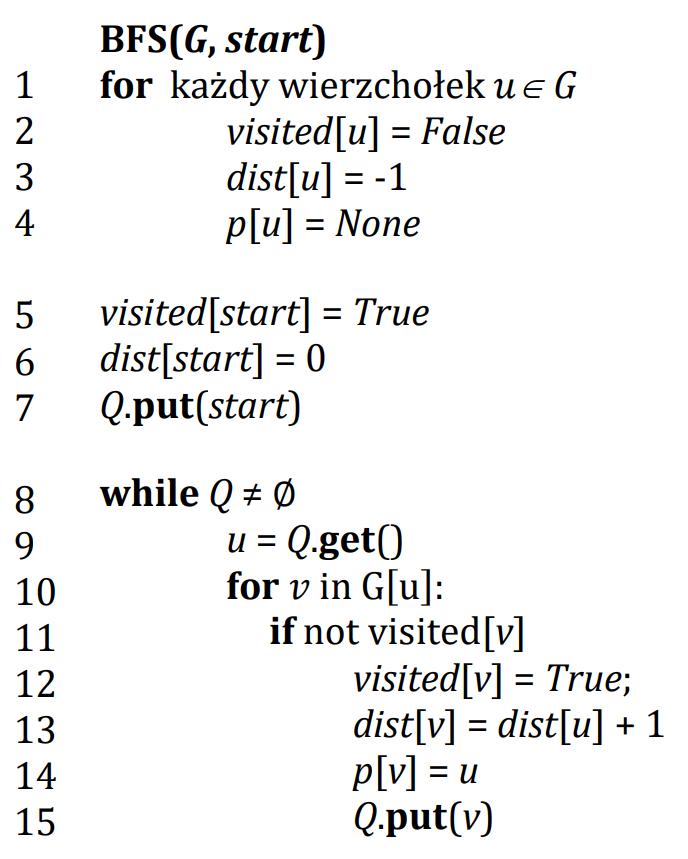 BFS(G, start)
1 for każdy wierzchołek u ∈ G
2 visited[u] = False
3 dist[u] = -1
4 p[u] = None
5 visited[start] = True
6 dist[start] = 0
7 Q.put(start)
8 while Q ≠ ∅
9 u = Q.get()
10 for v in G[u]:
11 if not visited[v]
12 visited[v] = True;
13 dist[v] = dist[u] + 1
14 p[v] = u
15 Q.put(v)